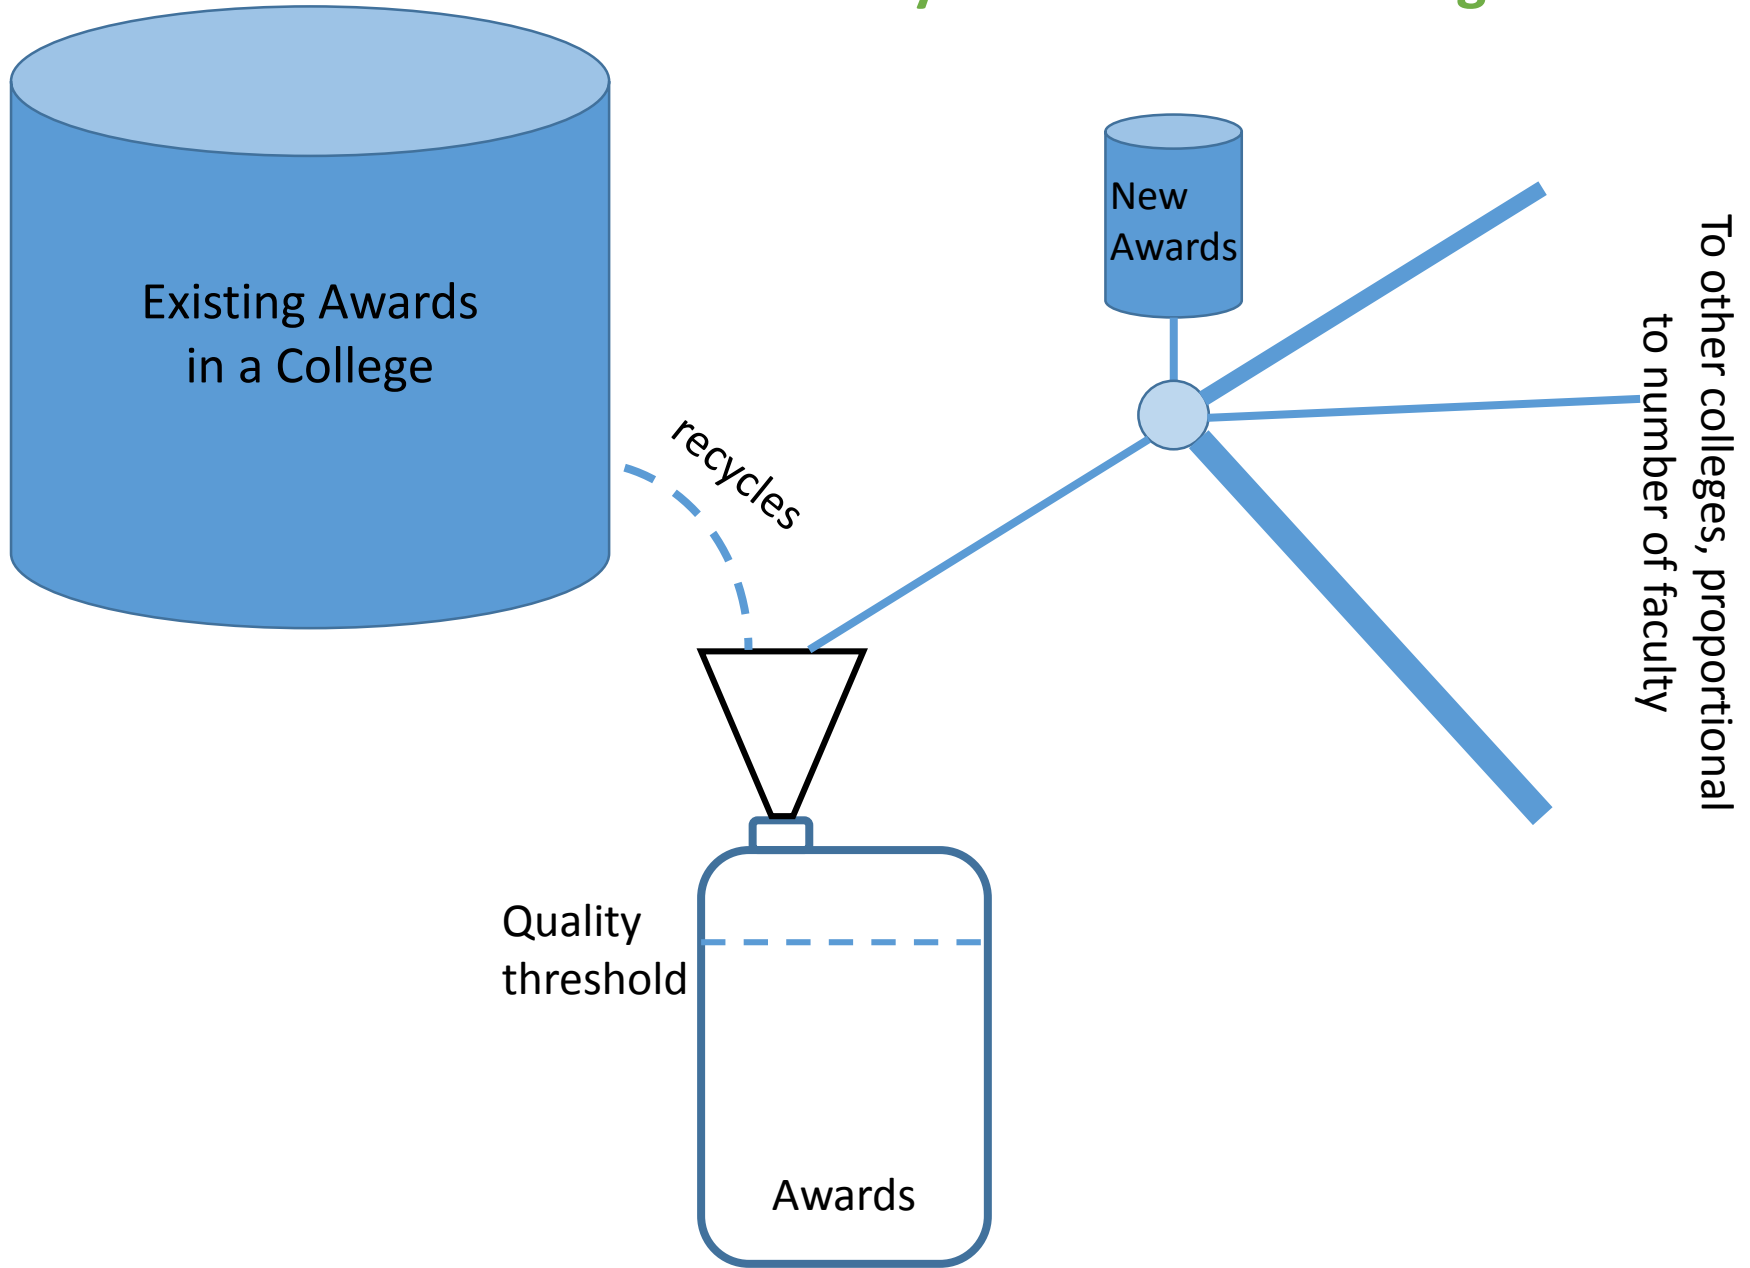 Existing Awards
in a College
New
Awards
recycles
To other colleges, proportional
to number of faculty
Quality
threshold
Awards